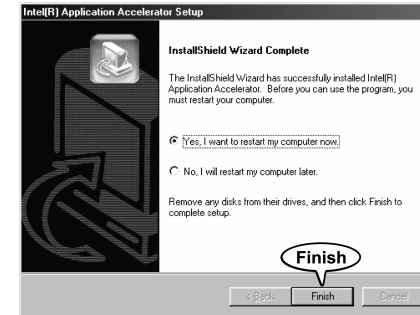 Intel(R) Application Accelerator Setup
InstallShield Wizard Complete
The InstallShield Wizard has successfully installed Intel(R)
Application Accelerator. Before you can use the program, you
must restart your computer.
Yes, I want to restart my computer now.
No, I will restart my computer later.
Remove any disks from their drives, and then click Finish to
complete setup.
Finish
< Back Finish Cancel